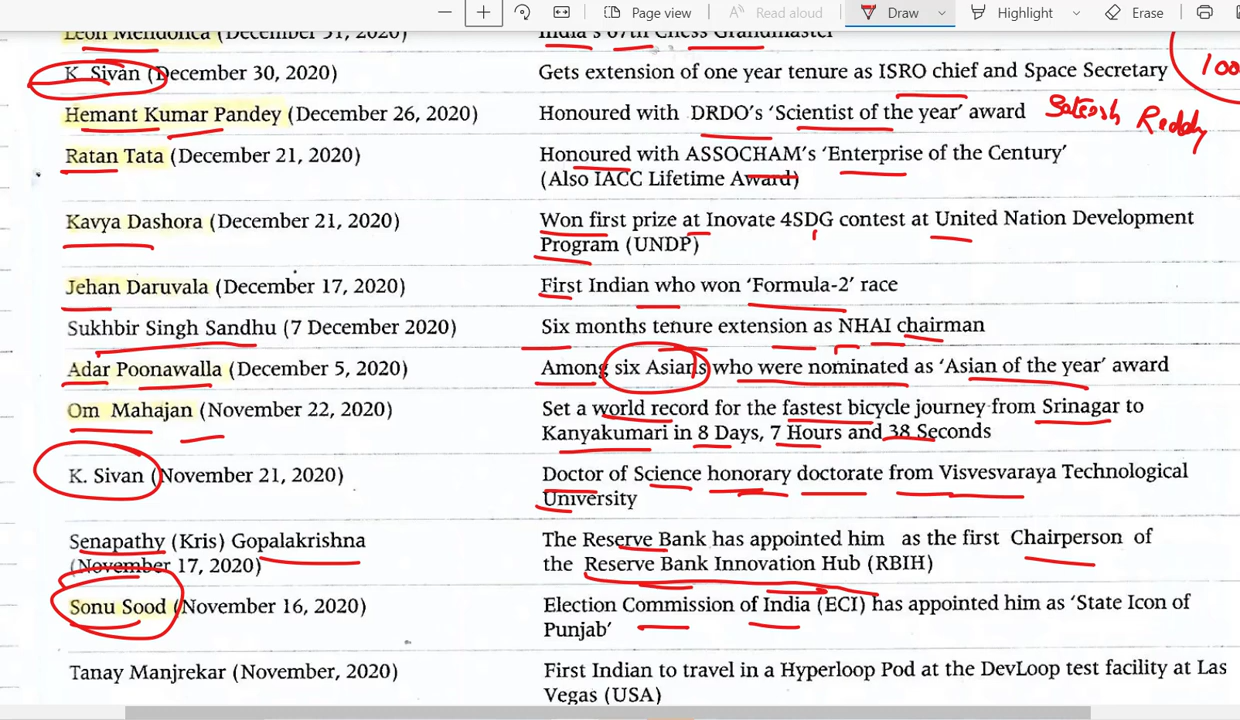 Page view
Read aloud
Draw
Highlight
Erase
Leon Mendonca (December 31, 2020) India's 67th Chess Grandmaster
K Sivan (December 30, 2020) Gets extension of one year tenure as ISRO chief and Space Secretary
100
Hemant Kumar Pandey (December 26, 2020) Honoured with DRDO's 'Scientist of the year' award Sateesh Reddy
Ratan Tata (December 21, 2020) Honoured with ASSOCHAM's 'Enterprise of the Century'
(Also IACC Lifetime Award)
Kavya Dashora (December 21, 2020) Won first prize at Inovate 4SDG contest at United Nation Development
Program (UNDP)
Jehan Daruvala (December 17, 2020) First Indian who won 'Formula-2' race
Sukhbir Singh Sandhu (7 December 2020) Six months tenure extension as NHAI chairman
Adar Poonawalla (December 5, 2020) Among six Asians who were nominated as 'Asian of the year' award
Om Mahajan (November 22, 2020) Set a world record for the fastest bicycle journey from Srinagar to
Kanyakumari in 8 Days, 7 Hours and 38 Seconds
K. Sivan (November 21, 2020) Doctor of Science honorary doctorate from Visvesvaraya Technological
University
Senapathy (Kris) Gopalakrishna The Reserve Bank has appointed him as the first Chairperson of
(November 17, 2020) the Reserve Bank Innovation Hub (RBIH)
Sonu Sood (November 16, 2020) Election Commission of India (ECI) has appointed him as 'State Icon of
Punjab'
Tanay Manjrekar (November, 2020) First Indian to travel in a Hyperloop Pod at the DevLoop test facility at Las
Vegas (USA)